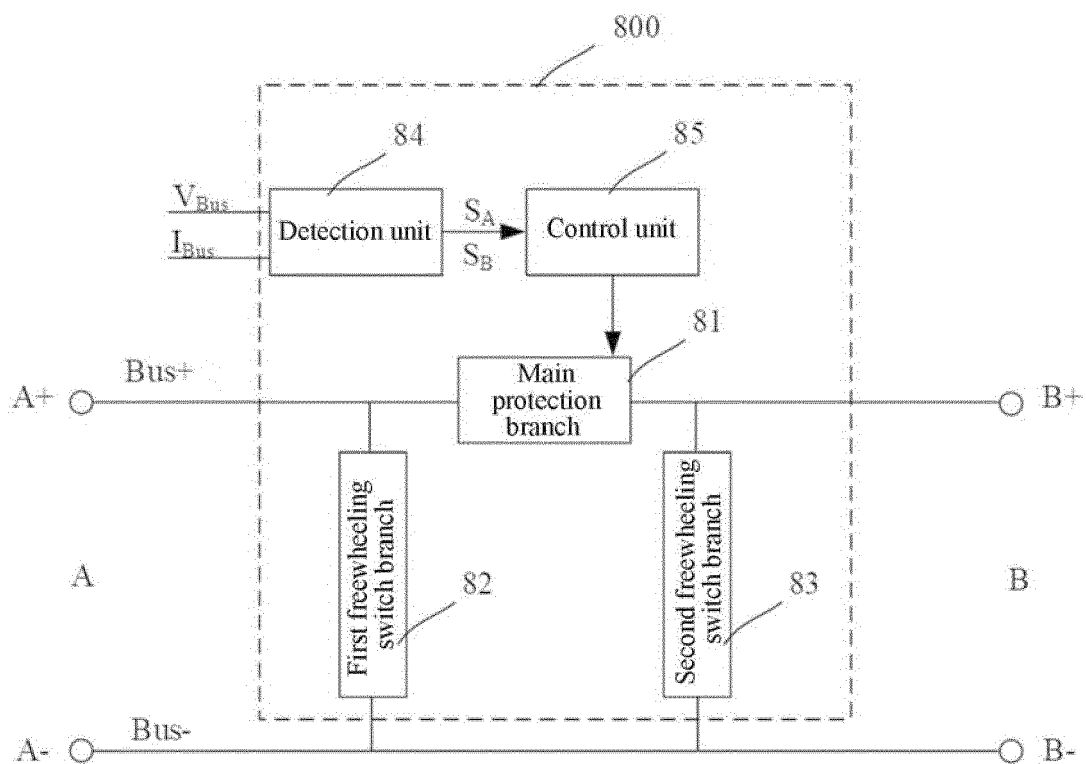 800
84
85
V_Bus
I_Bus
Detection unit
S_A
S_B
Control unit
81
A+
Bus+
Main
protection
branch
B+
First freewheeling
switch branch
82
Second freewheeling
switch branch
83
A
B
A-
Bus-
B-